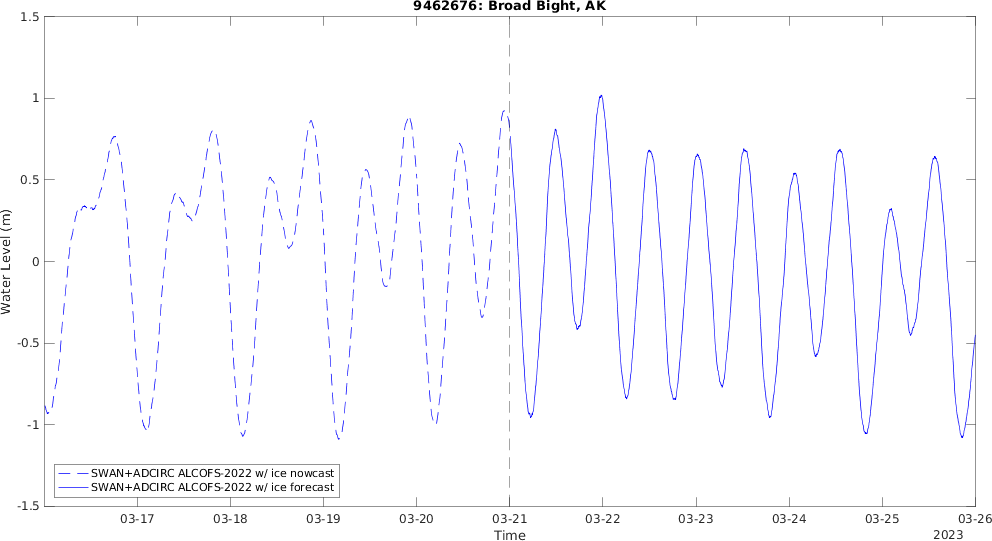 9462676: Broad Bight, AK
1.5
1
0.5
0
-0.5
-1
-1.5
Water Level (m)
SWAN+ADCIRC ALCOFS-2022 w/ ice nowcast
SWAN+ADCIRC ALCOFS-2022 w/ ice forecast
03-17 03-18 03-19 03-20 03-21 03-22 03-23 03-24 03-25 03-26
Time
2023